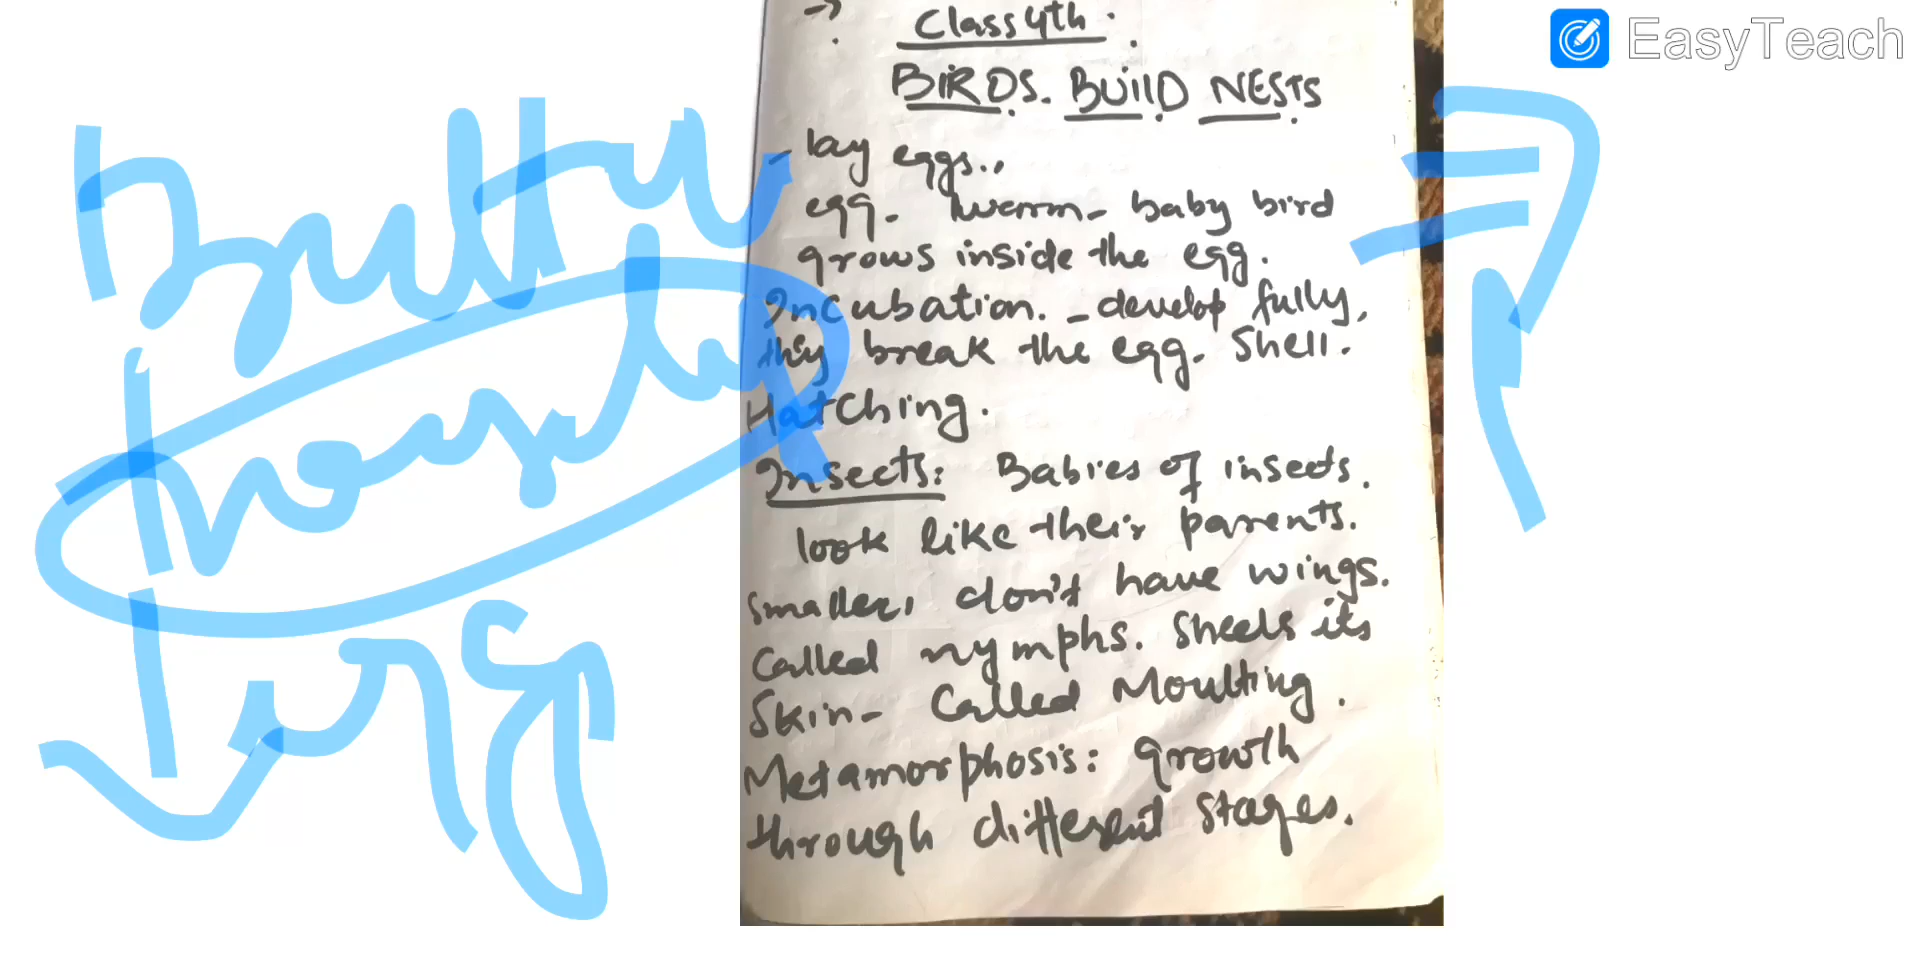 EasyTeach
Class 4th.
BIRDS. BUILD NESTS
- lay eggs..
egg. warm- baby bird
grows inside the egg.
Incubation. - develop fully,
they break the egg. Shell.
Hatching.
Insects: Babies of insects.
look like their parents.
smaller, don't have wings.
Called nymphs. Sheds its
Skin- Called Moulting.
Metamorphosis: growth
through different stages.